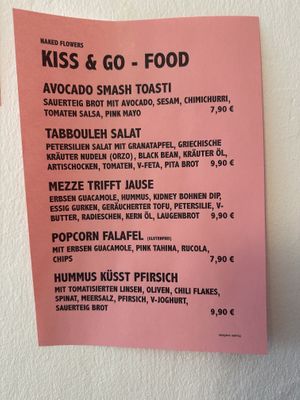 NAKED FLOWERS
KISS & GO - FOOD
AVOCADO SMASH TOASTI
SAUERTEIG BROT MIT AVOCADO, SESAM, CHIMICHURRI,
TOMATEN SALSA, PINK MAYO 7,90 €
TABBOULEH SALAT
PETERSILIEN SALAT MIT GRANATAPFEL, GRIECHISCHE
KRÄUTER NUDELN (ORZO), BLACK BEAN, KRÄUTER ÖL,
ARTISCHOCKEN, TOMATEN, V-FETA, PITA BROT 9,90 €
MEZZE TRIFFT JAUSE
ERBSEN GUACAMOLE, HUMMUS, KIDNEY BOHNEN DIP,
ESSIG GURKEN, GERÄUCHERTER TOFU, PETERSILIE, V-
BUTTER, RADIESCHEN, KERN ÖL, LAUGENBROT 9,90 €
POPCORN FALAFEL (GLUTENFREI)
MIT ERBSEN GUACAMOLE, PINK TAHINA, RUCOLA,
CHIPS 7,90 €
HUMMUS KÜSST PFIRSICH
MIT TOMATISIERTEN LINSEN, OLIVEN, CHILI FLAKES,
SPINAT, MEERSALZ, PFIRSICH, V-JOGHURT,
SAUERTEIG BROT 9,90 €